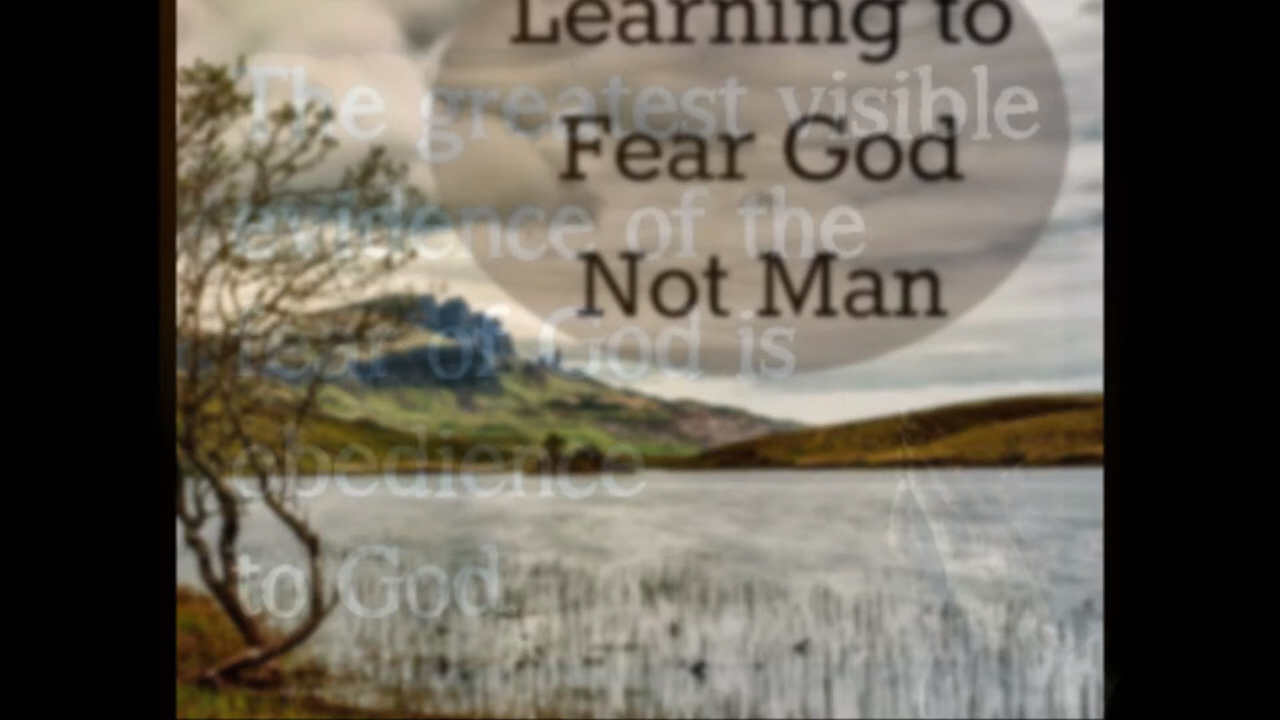 Learning to
Fear God
Not Man
The greatest visible
evidence of the
fear of God is
obedience
to God